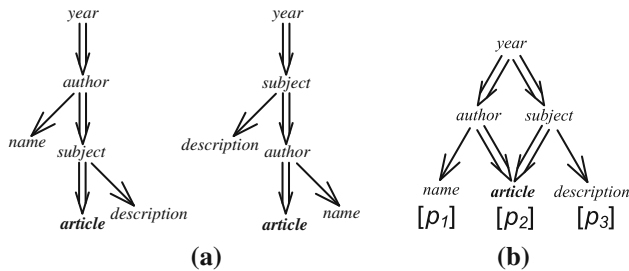 year
author
name
subject
description
article
year
subject
description
author
name
article
(a)
year
author subject
name article description
[p1] [p2] [p3]
(b)